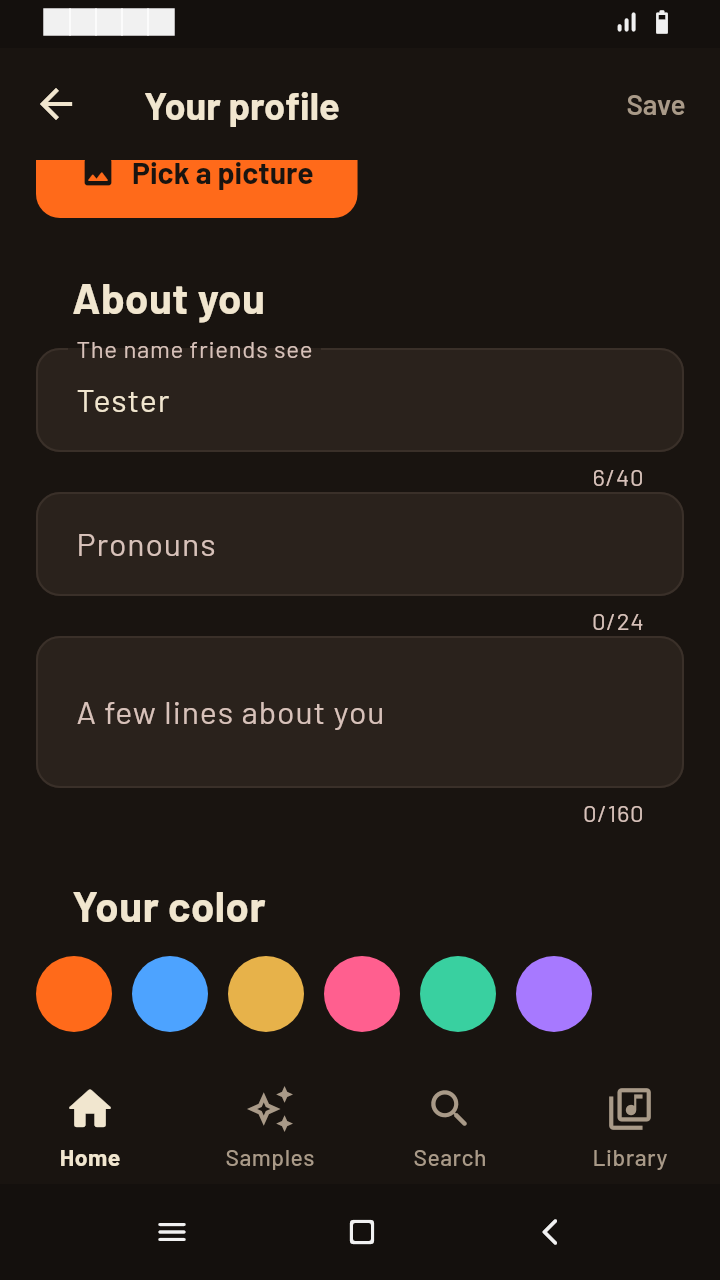 Your profile
Save
Pick a picture
About you
The name friends see
Tester
6/40
Pronouns
0/24
A few lines about you
0/160
Your color
Home
Samples
Search
Library